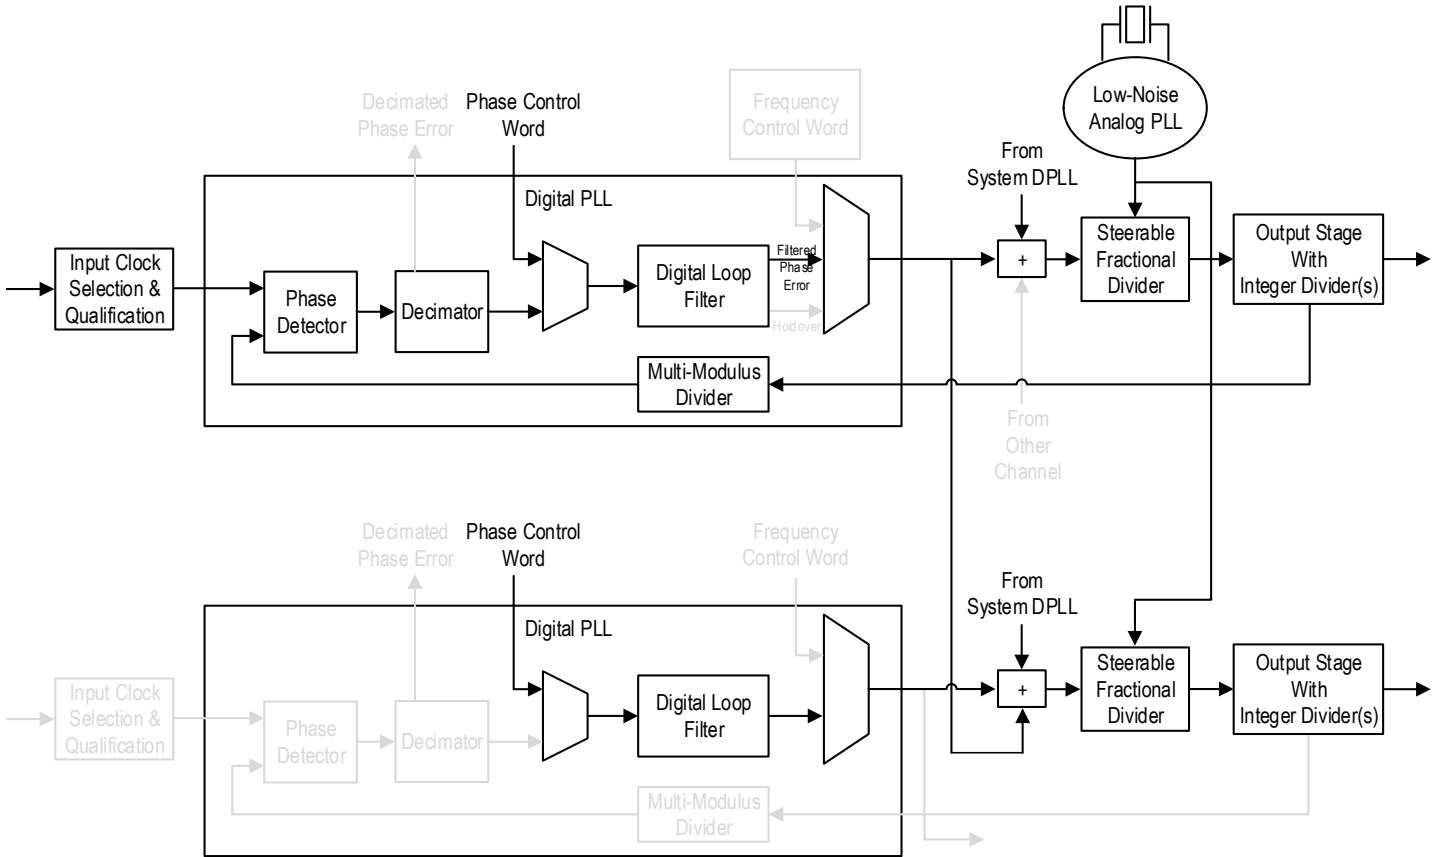 Low-Noise
Analog PLL
Decimated
Phase Error
Phase Control
Word
Frequency
Control Word
From
System DPLL
Digital PLL
Input Clock
Selection &
Qualification
Phase
Detector
Decimator
Digital Loop
Filter
Filtered
Phase
Error
Holdover
+
Steerable
Fractional
Divider
Output Stage
With
Integer Divider(s)
Multi-Modulus
Divider
From
Other
Channel
Decimated
Phase Error
Phase Control
Word
Frequency
Control Word
From
System DPLL
Digital PLL
Input Clock
Selection &
Qualification
Phase
Detector
Decimator
Digital Loop
Filter
+
Steerable
Fractional
Divider
Output Stage
With
Integer Divider(s)
Multi-Modulus
Divider